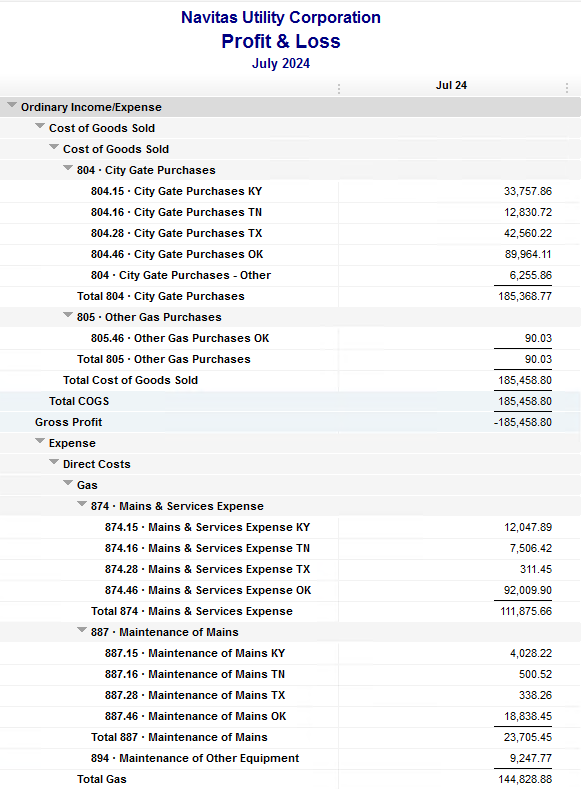 Navitas Utility Corporation
Profit & Loss
July 2024
Jul 24
Ordinary Income/Expense
Cost of Goods Sold
Cost of Goods Sold
804 · City Gate Purchases
804.15 · City Gate Purchases KY 33,757.86
804.16 · City Gate Purchases TN 12,830.72
804.28 · City Gate Purchases TX 42,560.22
804.46 · City Gate Purchases OK 89,964.11
804 · City Gate Purchases - Other 6,255.86
Total 804 · City Gate Purchases 185,368.77
805 · Other Gas Purchases
805.46 · Other Gas Purchases OK 90.03
Total 805 · Other Gas Purchases 90.03
Total Cost of Goods Sold 185,458.80
Total COGS 185,458.80
Gross Profit -185,458.80
Expense
Direct Costs
Gas
874 · Mains & Services Expense
874.15 · Mains & Services Expense KY 12,047.89
874.16 · Mains & Services Expense TN 7,506.42
874.28 · Mains & Services Expense TX 311.45
874.46 · Mains & Services Expense OK 92,009.90
Total 874 · Mains & Services Expense 111,875.66
887 · Maintenance of Mains
887.15 · Maintenance of Mains KY 4,028.22
887.16 · Maintenance of Mains TN 500.52
887.28 · Maintenance of Mains TX 338.26
887.46 · Maintenance of Mains OK 18,838.45
Total 887 · Maintenance of Mains 23,705.45
894 · Maintenance of Other Equipment 9,247.77
Total Gas 144,828.88